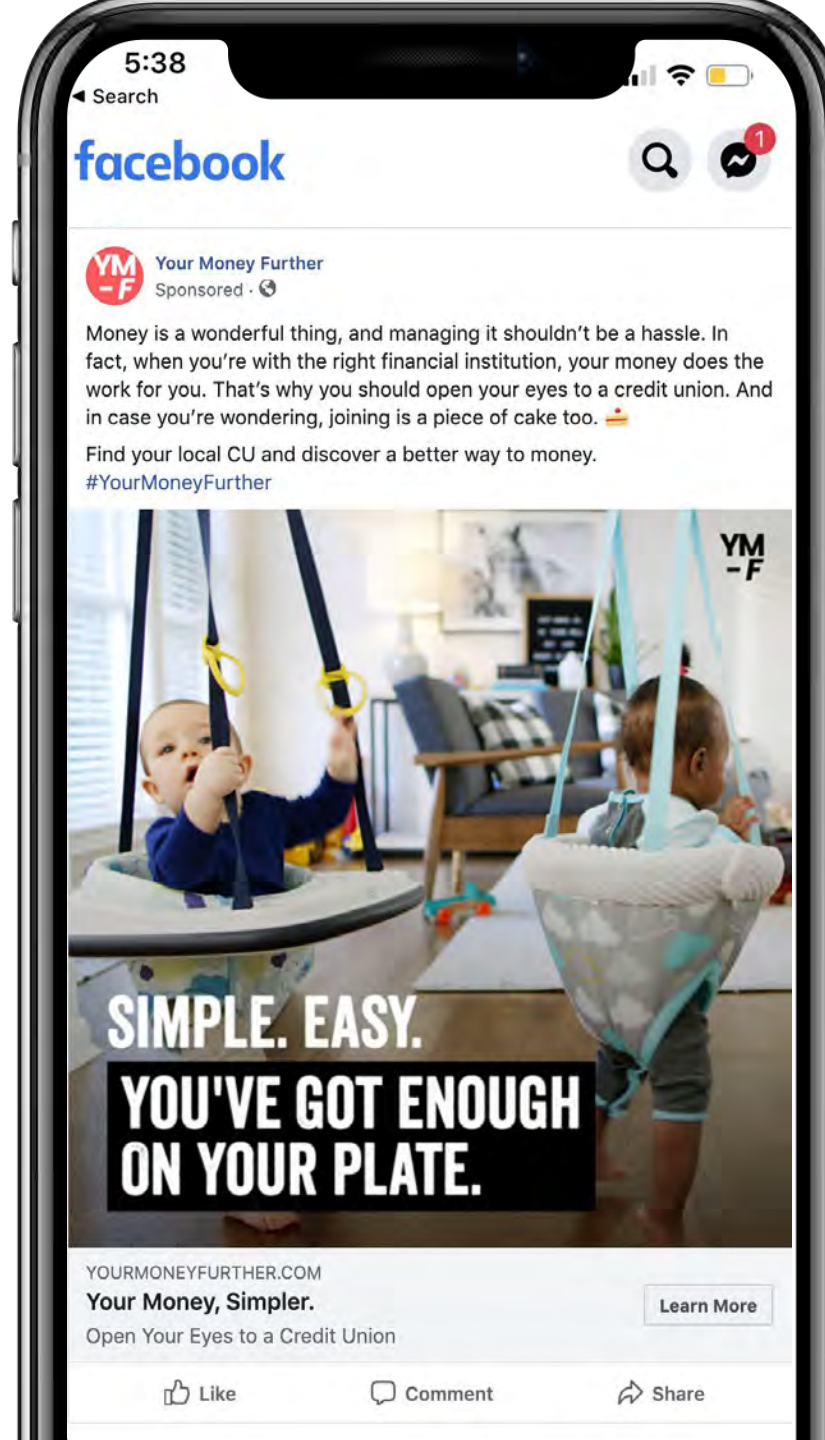 5:38
◀ Search
facebook
1
YM
-F
Your Money Further
Sponsored ·
Money is a wonderful thing, and managing it shouldn't be a hassle. In
fact, when you're with the right financial institution, your money does the
work for you. That's why you should open your eyes to a credit union. And
in case you're wondering, joining is a piece of cake too. 🍰
Find your local CU and discover a better way to money.
#YourMoneyFurther
YM
-F
SIMPLE. EASY.
YOU'VE GOT ENOUGH
ON YOUR PLATE.
YOURMONEYFURTHER.COM
Your Money, Simpler.
Learn More
Open Your Eyes to a Credit Union
Like
Comment
Share